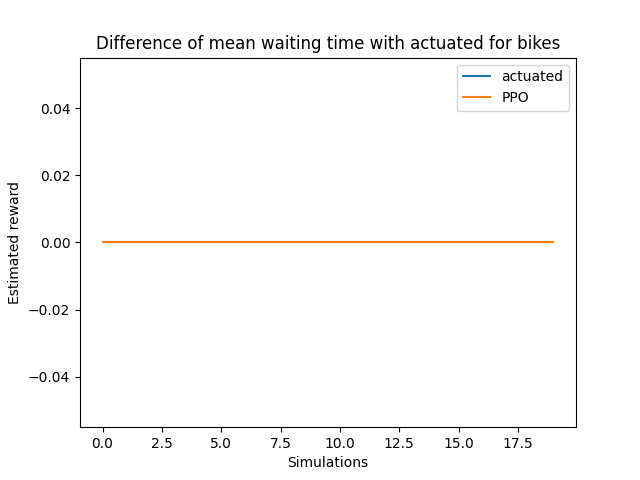 Difference of mean waiting time with actuated for bikes
actuated
PPO
0.04
0.02
0.00
−0.02
−0.04
Estimated reward
0.0 2.5 5.0 7.5 10.0 12.5 15.0 17.5
Simulations